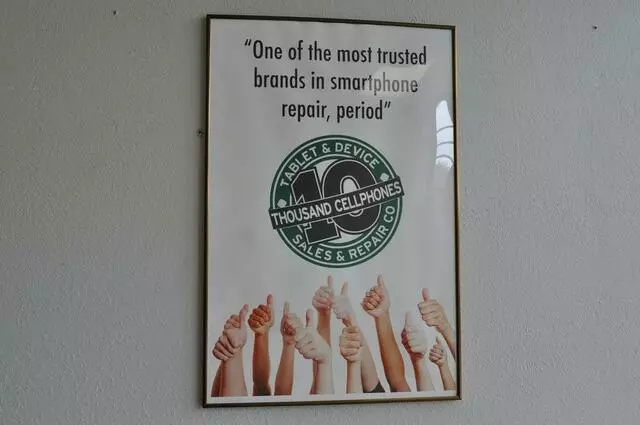 “One of the most trusted
brands in smartphone
repair, period”
TABLET & DEVICE
10
THOUSAND CELLPHONES
SALES & REPAIR CO